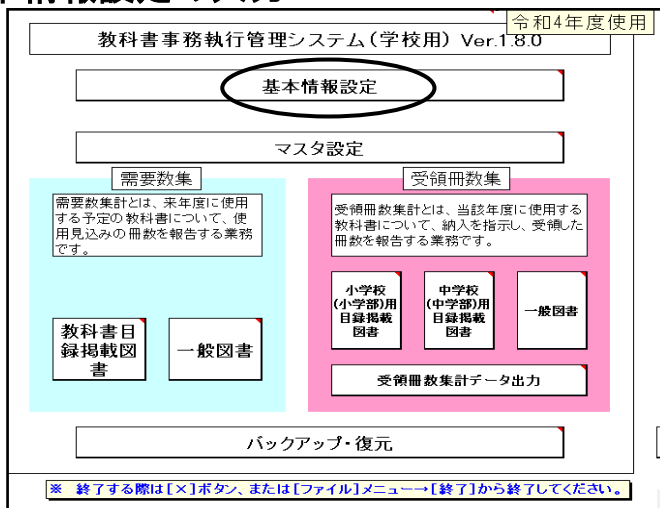 令和4年度使用
教科書事務執行管理システム(学校用) Ver.1.8.0
基本情報設定
マスタ設定
需要数集
需要数集計とは、来年度に使用
する予定の教科書について、使
用見込みの冊数を報告する業務
です。
教科書目
録掲載図
書
一般図書
受領冊数集
受領冊数集計とは、当該年度に使用する
教科書について、納入を指示し、受領した
冊数を報告する業務です。
小学校
(小学部)用
目録掲載
図書
中学校
(中学部)用
目録掲載
図書
一般図書
受領冊数集計データ出力
バックアップ・復元
※ 終了する際は[×]ボタン、または[ファイル]メニュー→[終了]から終了してください。